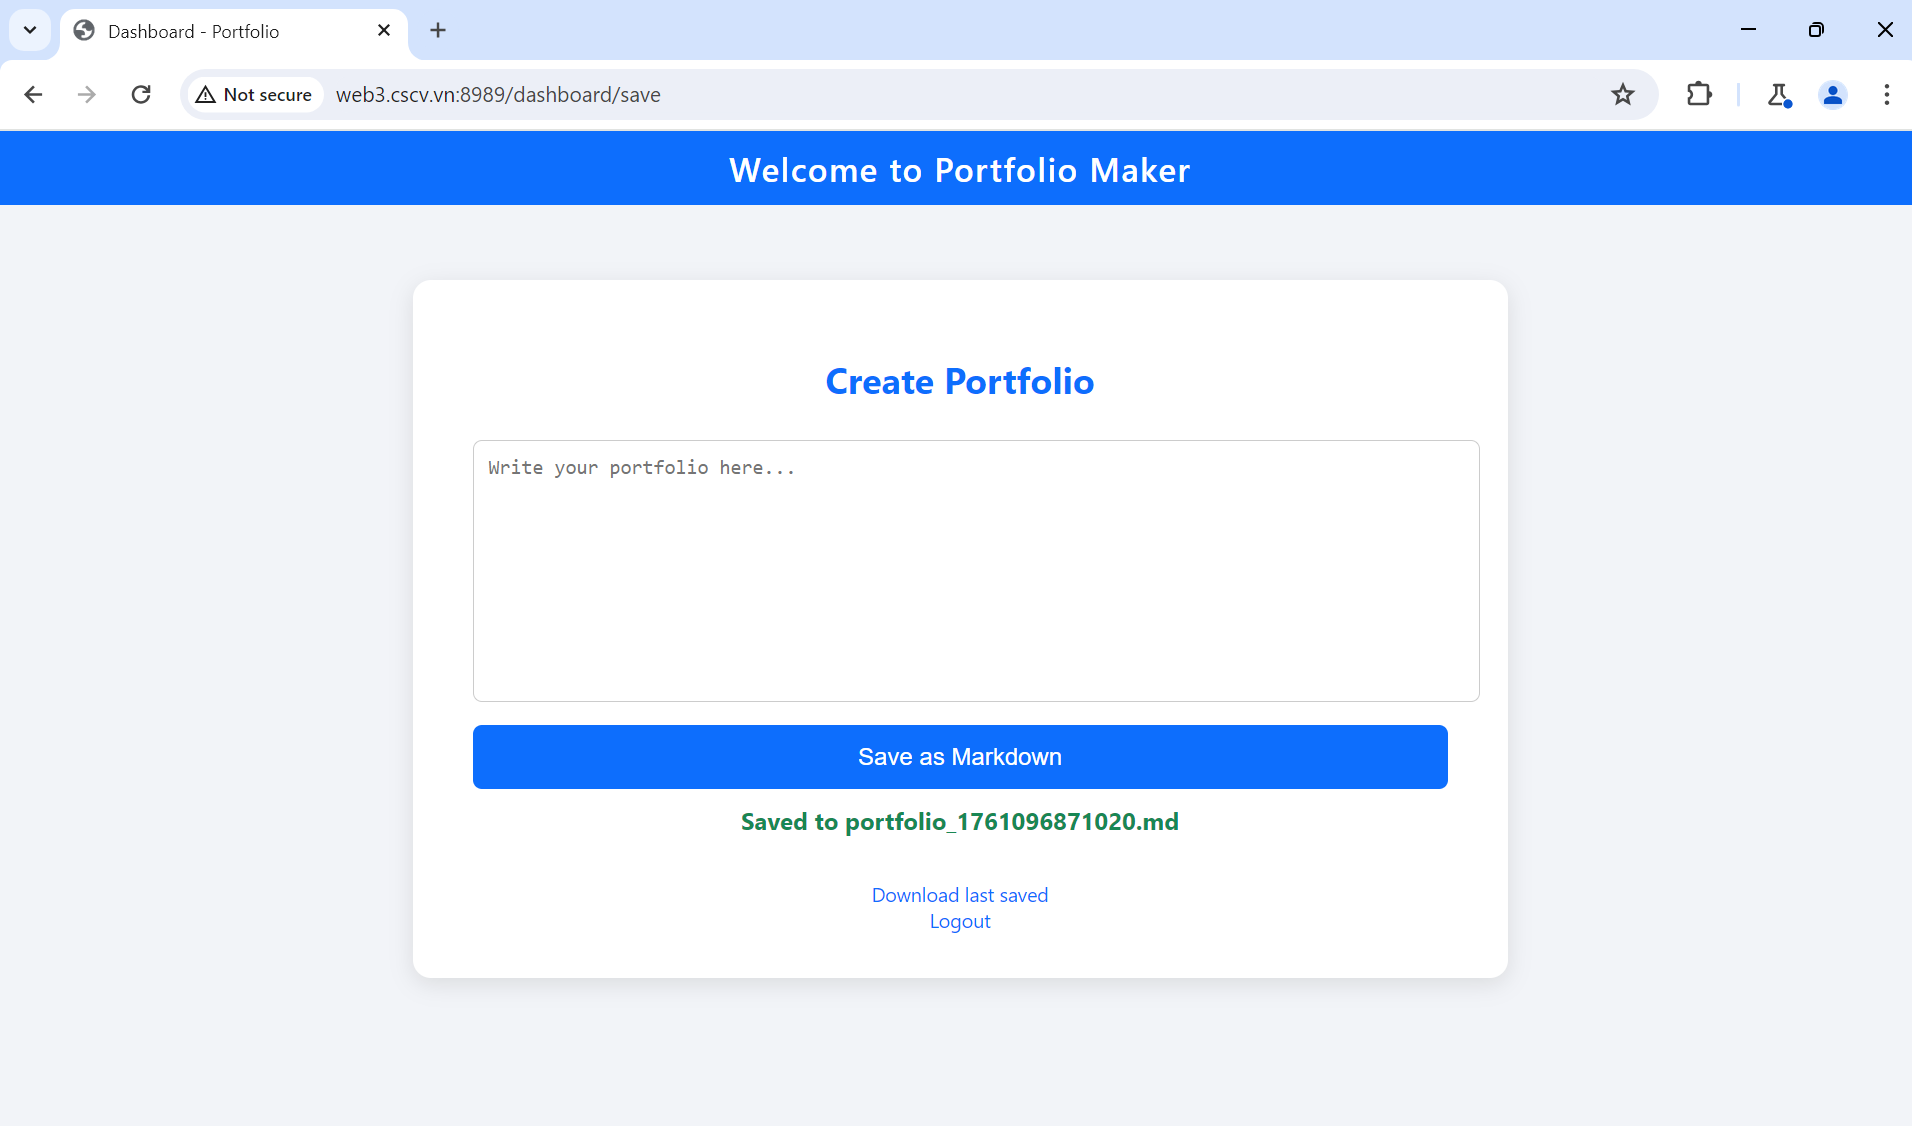 Dashboard - Portfolio
Not secure
web3.cscv.vn:8989/dashboard/save
Welcome to Portfolio Maker
Create Portfolio
Write your portfolio here...
Save as Markdown
Saved to portfolio_1761096871020.md
Download last saved
Logout